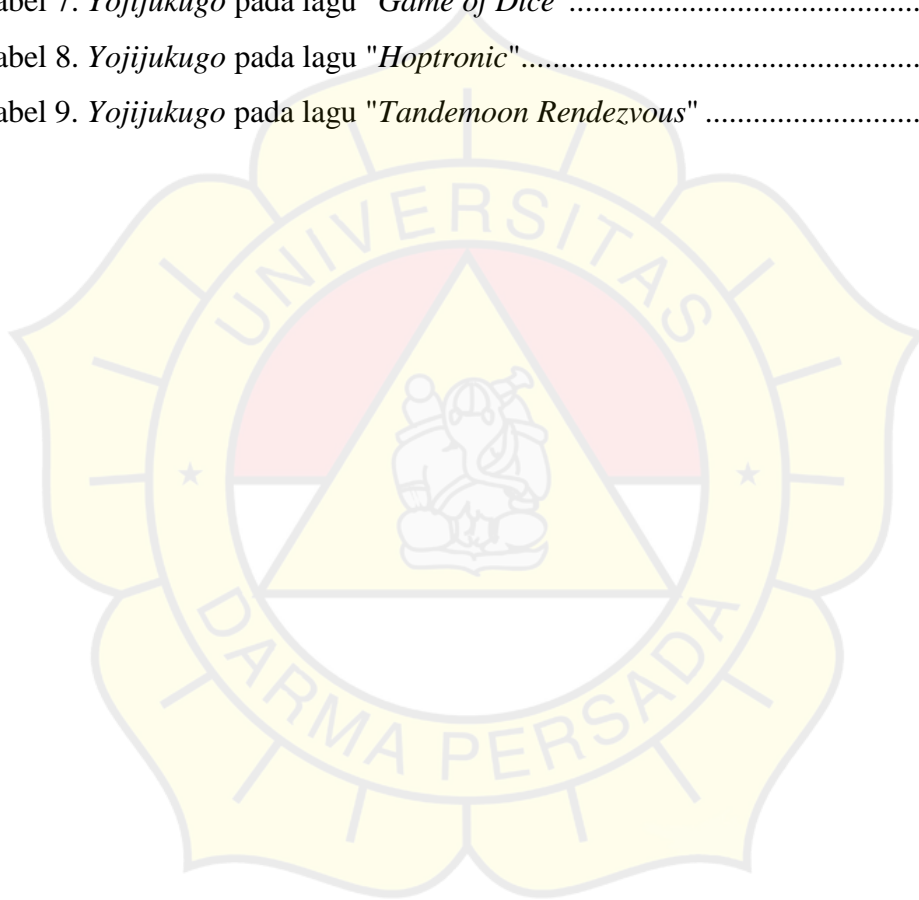 abel 7. Yojijukugo pada lagu "Game of Dice" ............................................
abel 8. Yojijukugo pada lagu "Hoptronic"..................................................
abel 9. Yojijukugo pada lagu "Tandemoon Rendezvous" ...........................
UNIVERSITAS
DARMA PERSADA